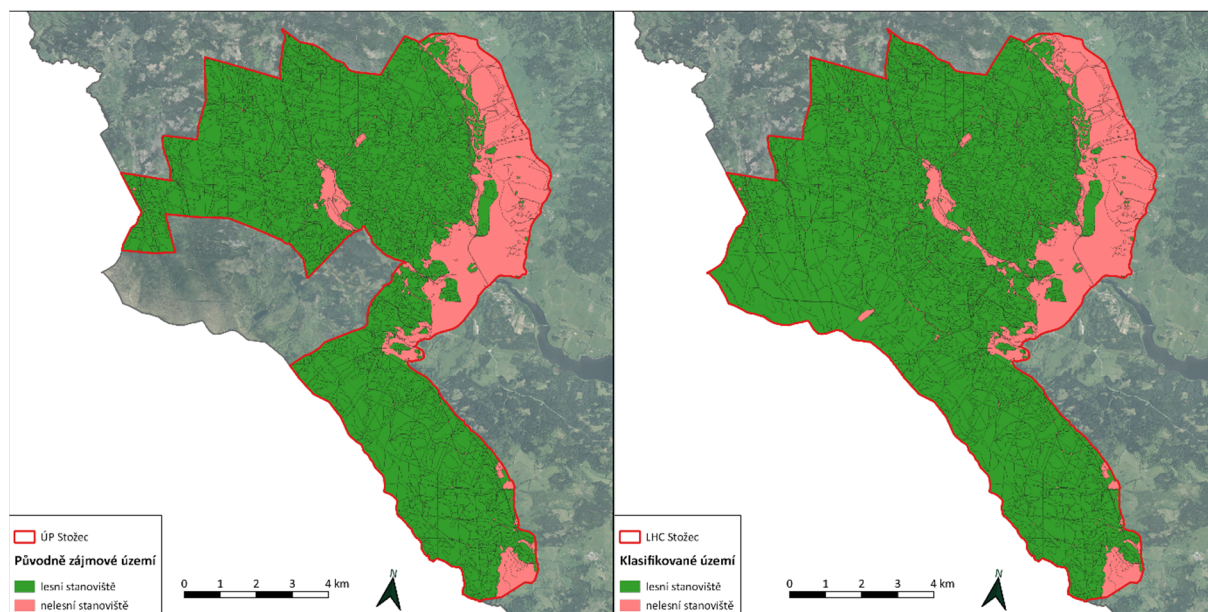 ÚP Stožec
Původně zájmové území
lesní stanoviště
nelesní stanoviště
0 1 2 3 4 km
N
LHC Stožec
Klasifikované území
lesní stanoviště
nelesní stanoviště
0 1 2 3 4 km
N